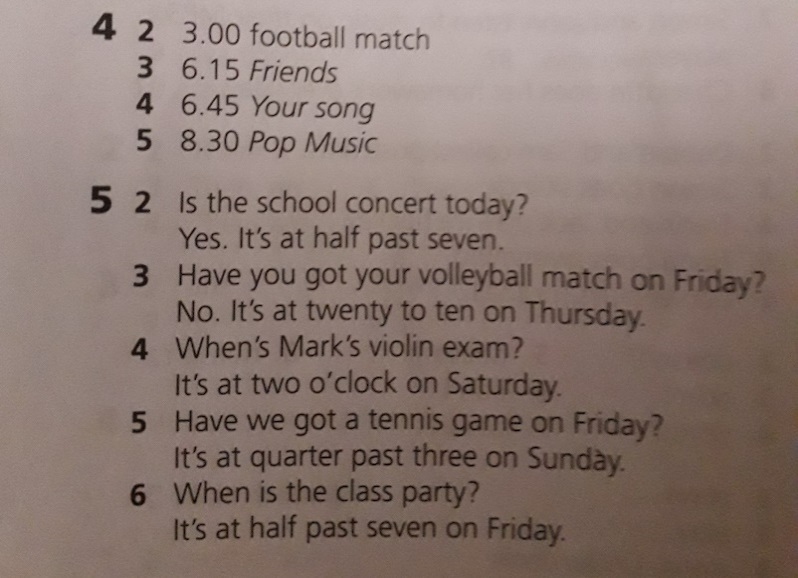 4 2 3.00 football match
3 6.15 Friends
4 6.45 Your song
5 8.30 Pop Music
5 2 Is the school concert today?
Yes. It's at half past seven.
3 Have you got your volleyball match on Friday?
No. It's at twenty to ten on Thursday.
4 When's Mark's violin exam?
It's at two o'clock on Saturday.
5 Have we got a tennis game on Friday?
It's at quarter past three on Sunday.
6 When is the class party?
It's at half past seven on Friday.